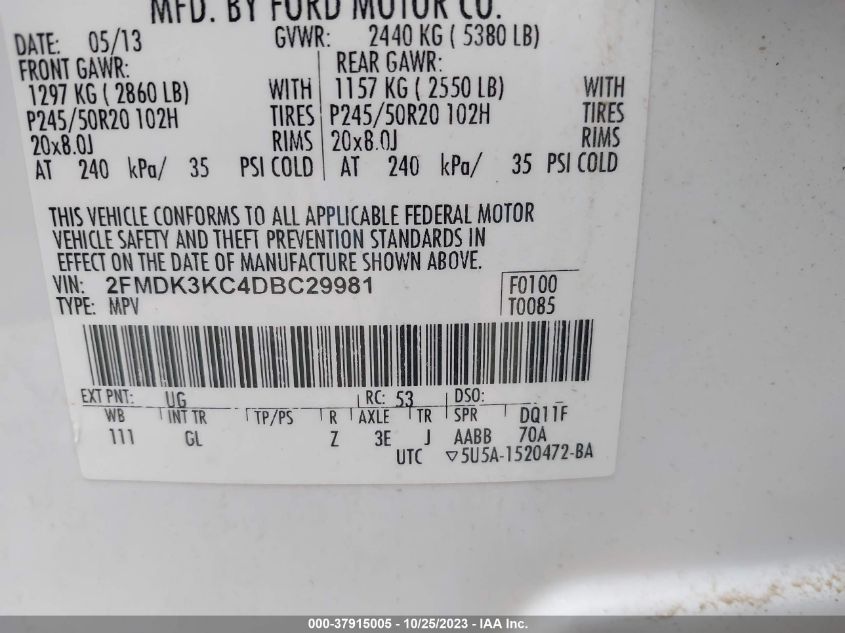 MFD. BY FORD MOTOR CO.
DATE: 05/13 GVWR: 2440 KG ( 5380 LB)
FRONT GAWR: REAR GAWR:
1297 KG ( 2860 LB) WITH 1157 KG ( 2550 LB) WITH
P245/50R20 102H TIRES P245/50R20 102H TIRES
20x8.0J RIMS 20x8.0J RIMS
AT 240 kPa/ 35 PSI COLD AT 240 kPa/ 35 PSI COLD
THIS VEHICLE CONFORMS TO ALL APPLICABLE FEDERAL MOTOR
VEHICLE SAFETY AND THEFT PREVENTION STANDARDS IN
EFFECT ON THE DATE OF MANUFACTURE SHOWN ABOVE.
VIN: 2FMDK3KC4DBC29981 F0100
TYPE: MPV T0085
EXT PNT: UG RC: 53 DSO:
WB INT TR TP/PS R AXLE TR SPR DQ11F
111 GL Z 3E J AABB 70A
UTC ▽5U5A-1520472-BA
000-37915005 - 10/25/2023 - IAAI.com